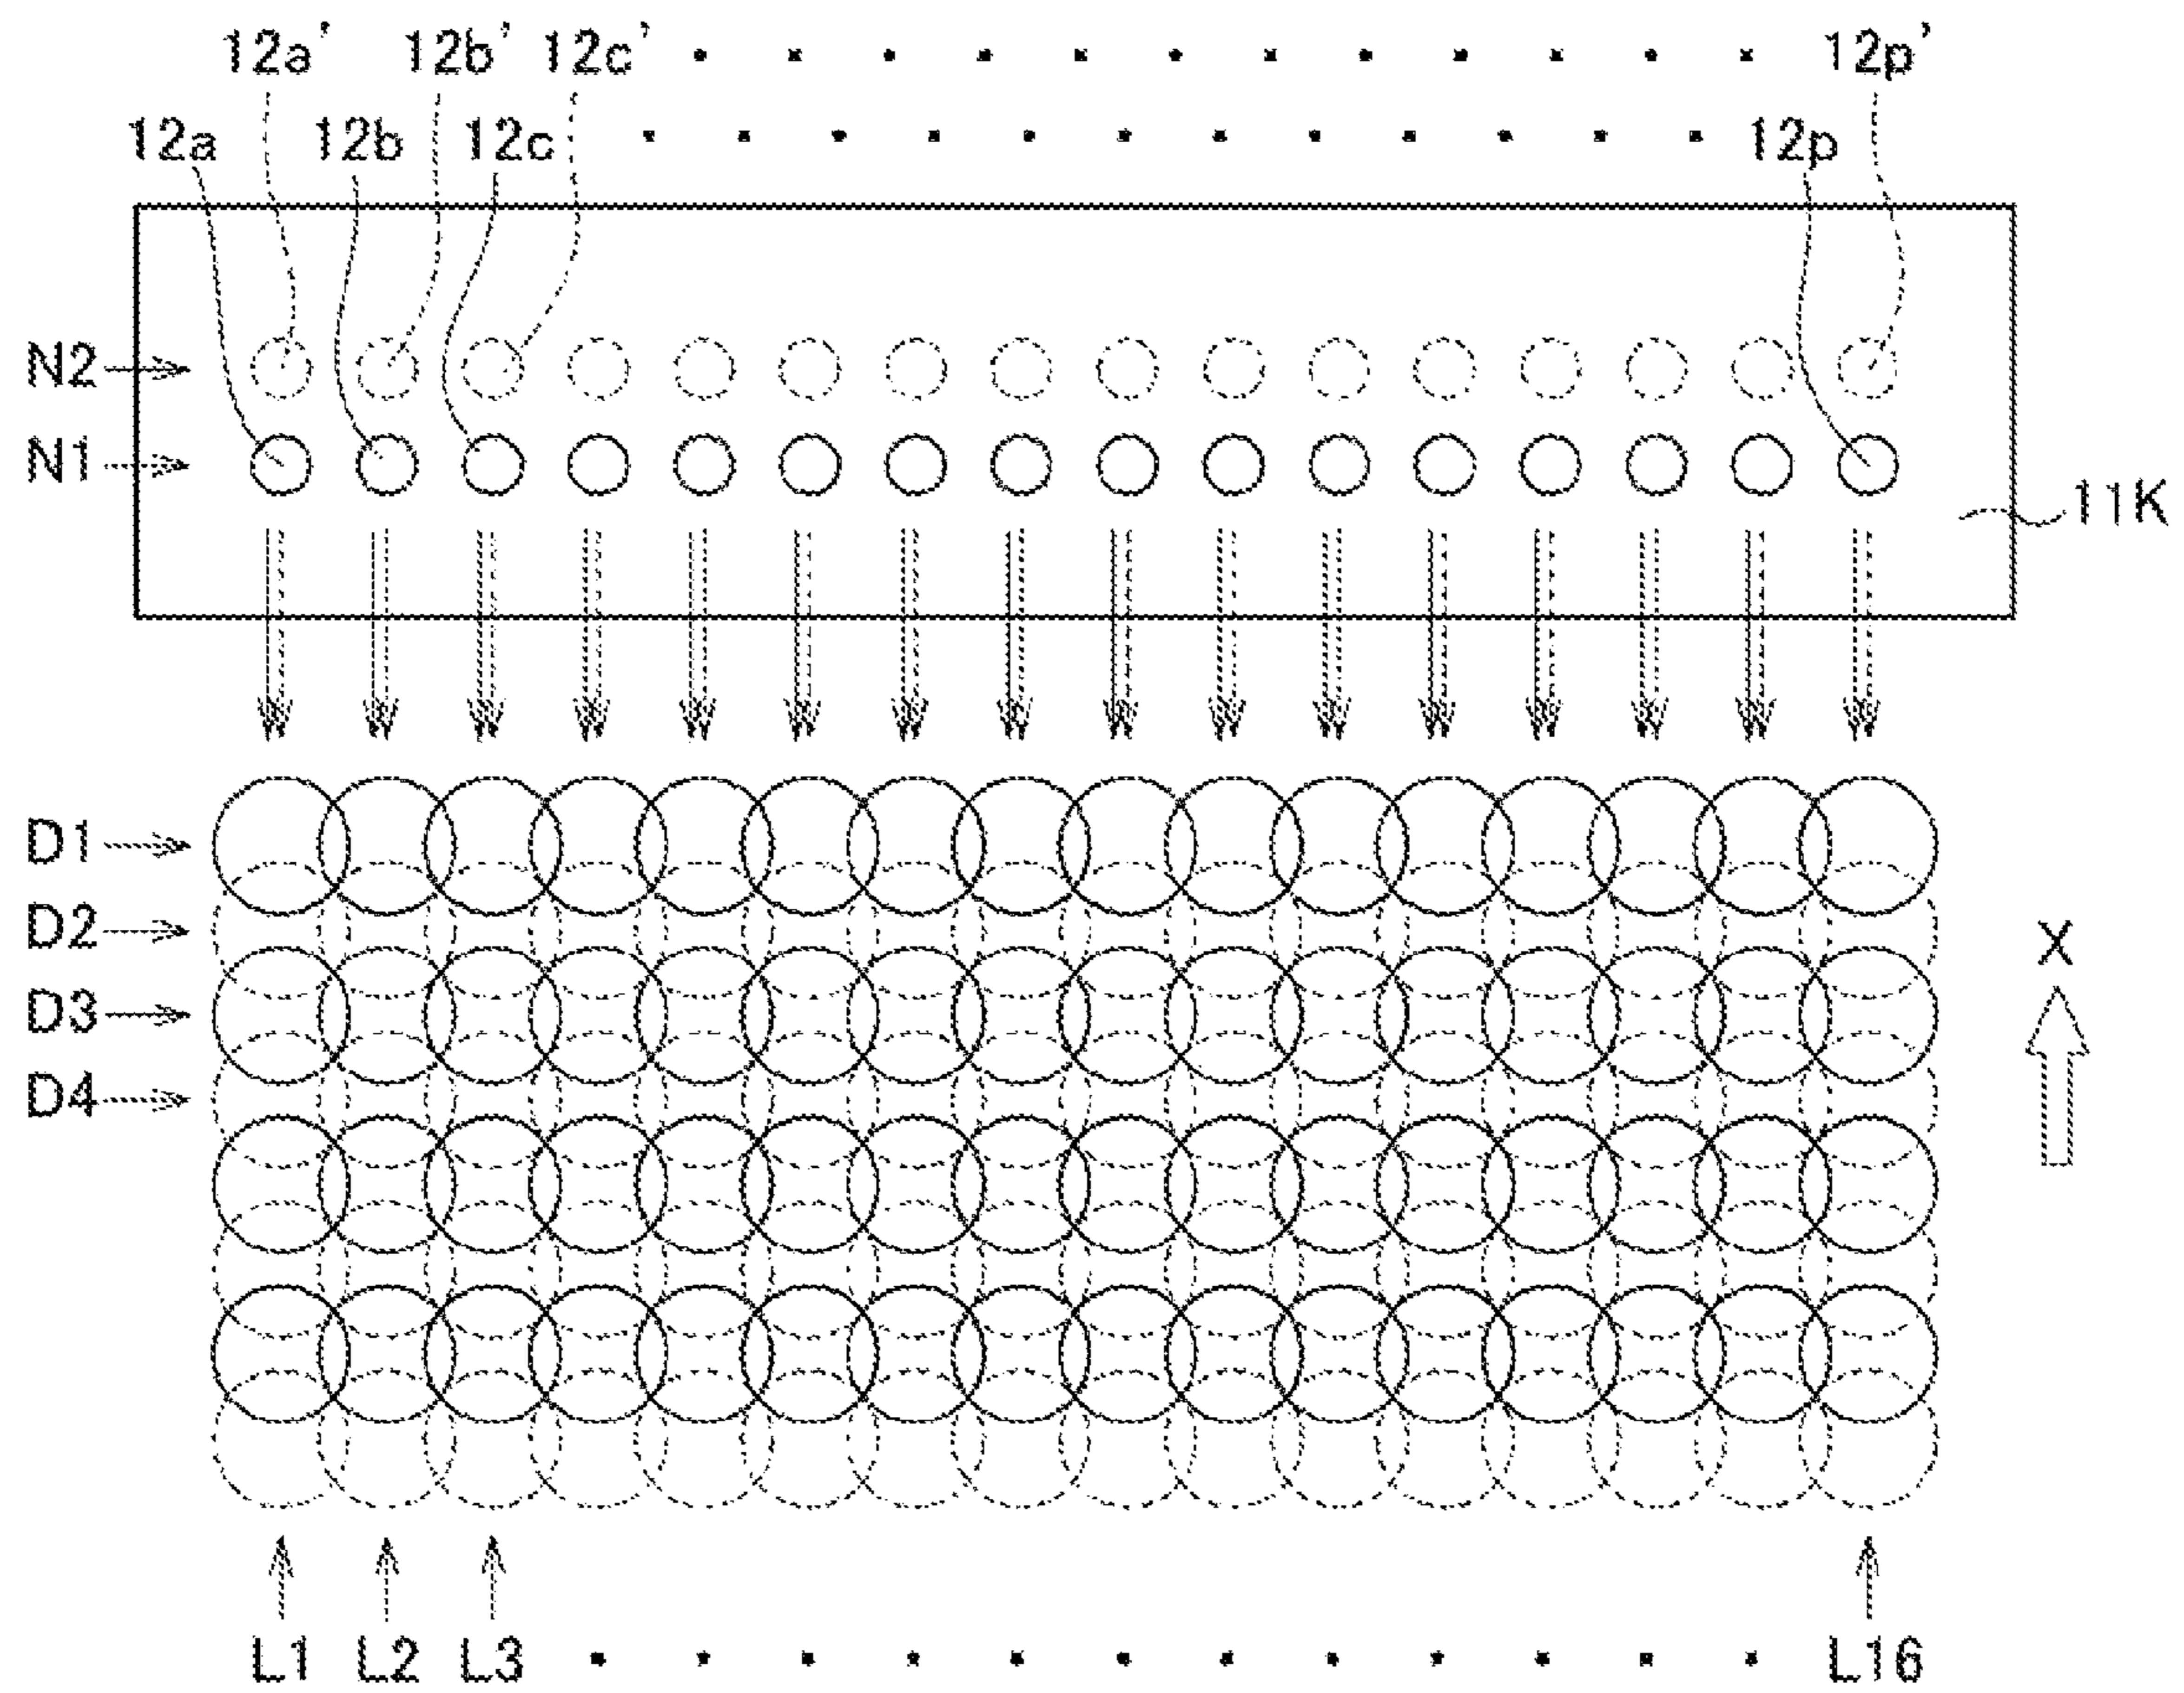 12a' 12b' 12c' · · · · · · · · · · · · 12p'
12a 12b 12c · · · · · · · · · · · · 12p
N2
N1
11K
D1
D2
X
D3
D4
L1 L2 L3 · · · · · · · · · · · · L16